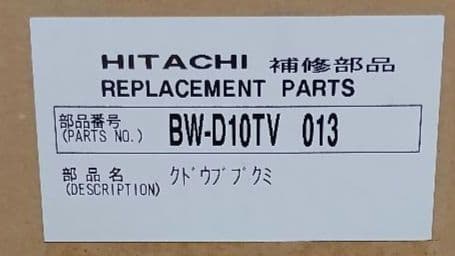 HITACHI 補修部品
REPLACEMENT PARTS
部品番号
(PARTS NO.) BW-D10TV 013
部品名
(DESCRIPTION) ｸﾄﾞｳﾌﾞﾌﾞｸﾐ